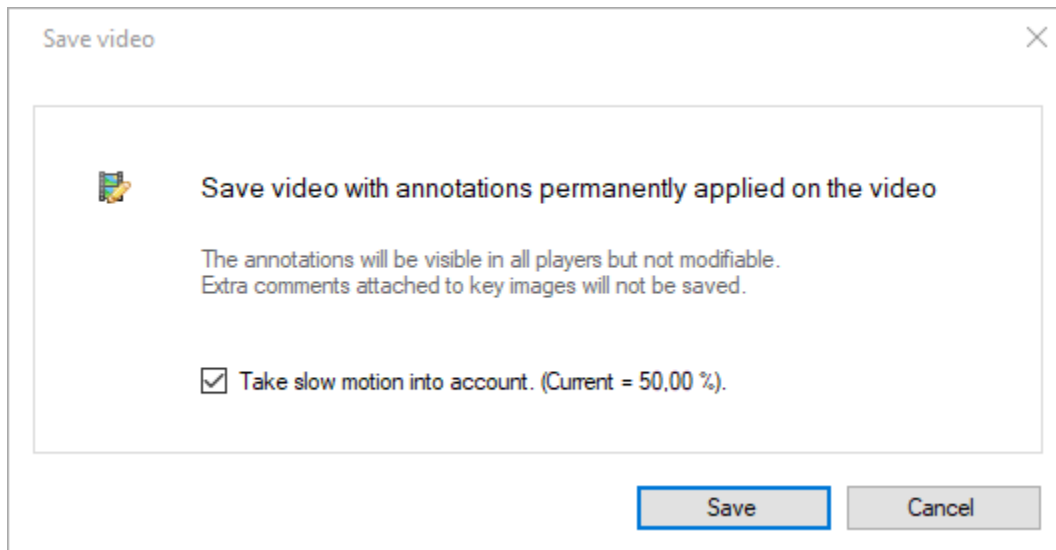 Save video
Save video with annotations permanently applied on the video
The annotations will be visible in all players but not modifiable.
Extra comments attached to key images will not be saved.
Take slow motion into account. (Current = 50,00 %).
Save
Cancel